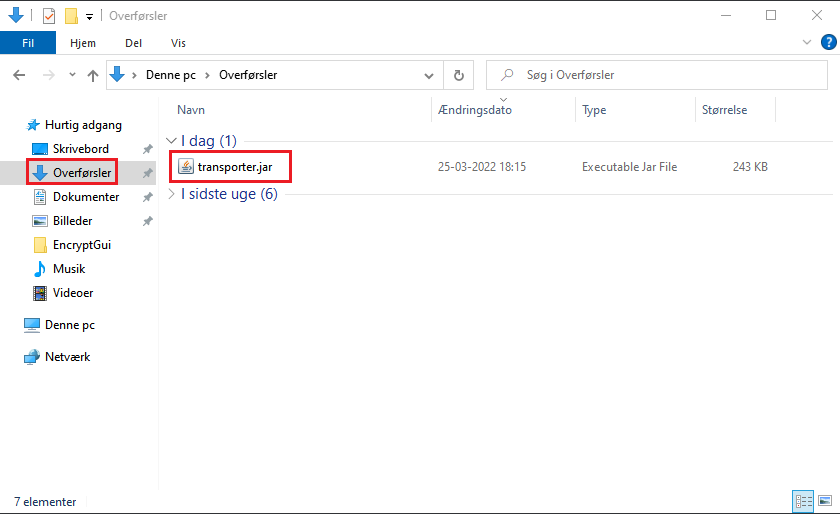 Overførsler
Fil Hjem Del Vis
Denne pc Overførsler Søg i Overførsler
Navn Ændringsdato Type Størrelse
Hurtig adgang
Skrivebord
Overførsler
Dokumenter
Billeder
EncryptGui
Musik
Videoer
Denne pc
Netværk
I dag (1)
transporter.jar 25-03-2022 18:15 Executable Jar File 243 KB
I sidste uge (6)
7 elementer